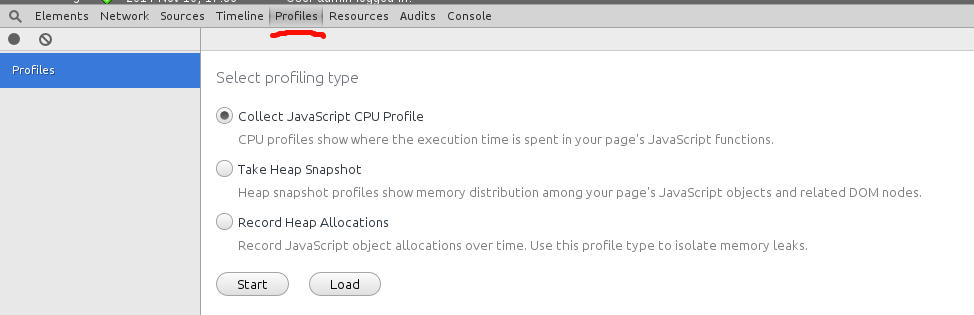 Elements Network Sources Timeline Profiles Resources Audits Console
Profiles
Select profiling type
Collect JavaScript CPU Profile
CPU profiles show where the execution time is spent in your page's JavaScript functions.
Take Heap Snapshot
Heap snapshot profiles show memory distribution among your page's JavaScript objects and related DOM nodes.
Record Heap Allocations
Record JavaScript object allocations over time. Use this profile type to isolate memory leaks.
Start Load